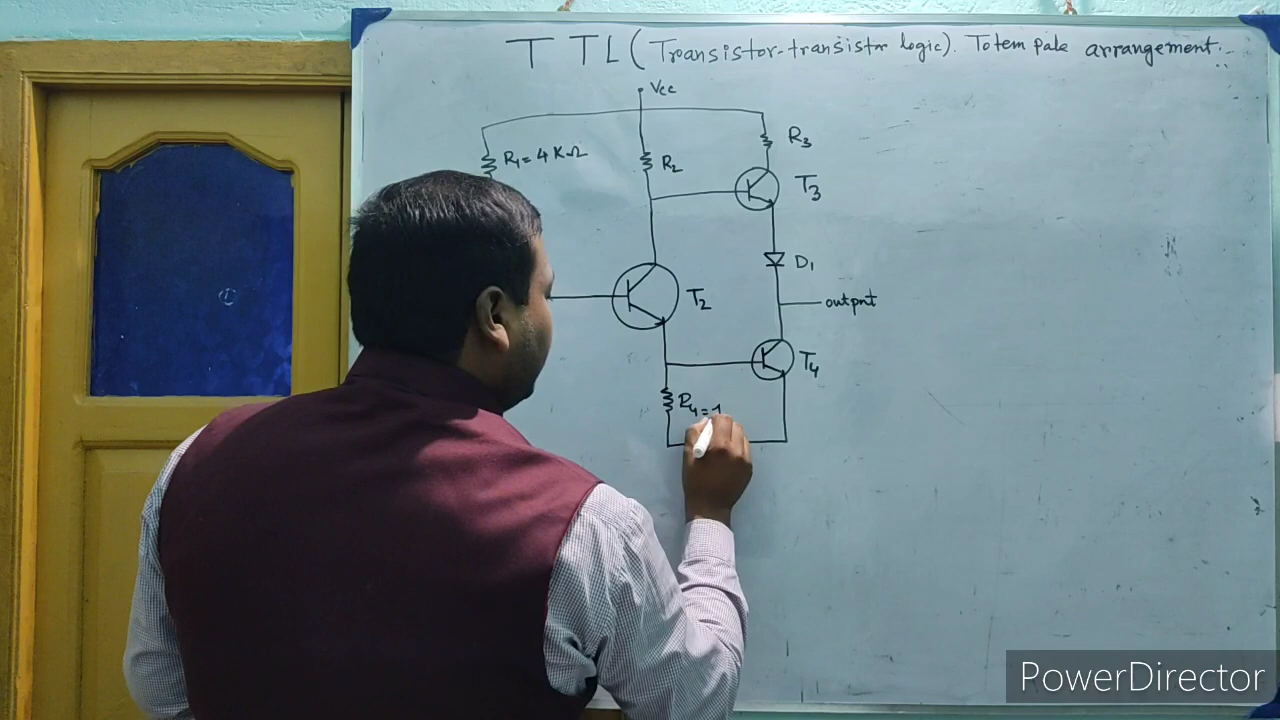 TTL (Transistor-transistor logic). Totem pale arrangement.
Vcc
R1 = 4 KΩ
R2
R3
T3
D1
T2
output
T4
R4 = 1
PowerDirector